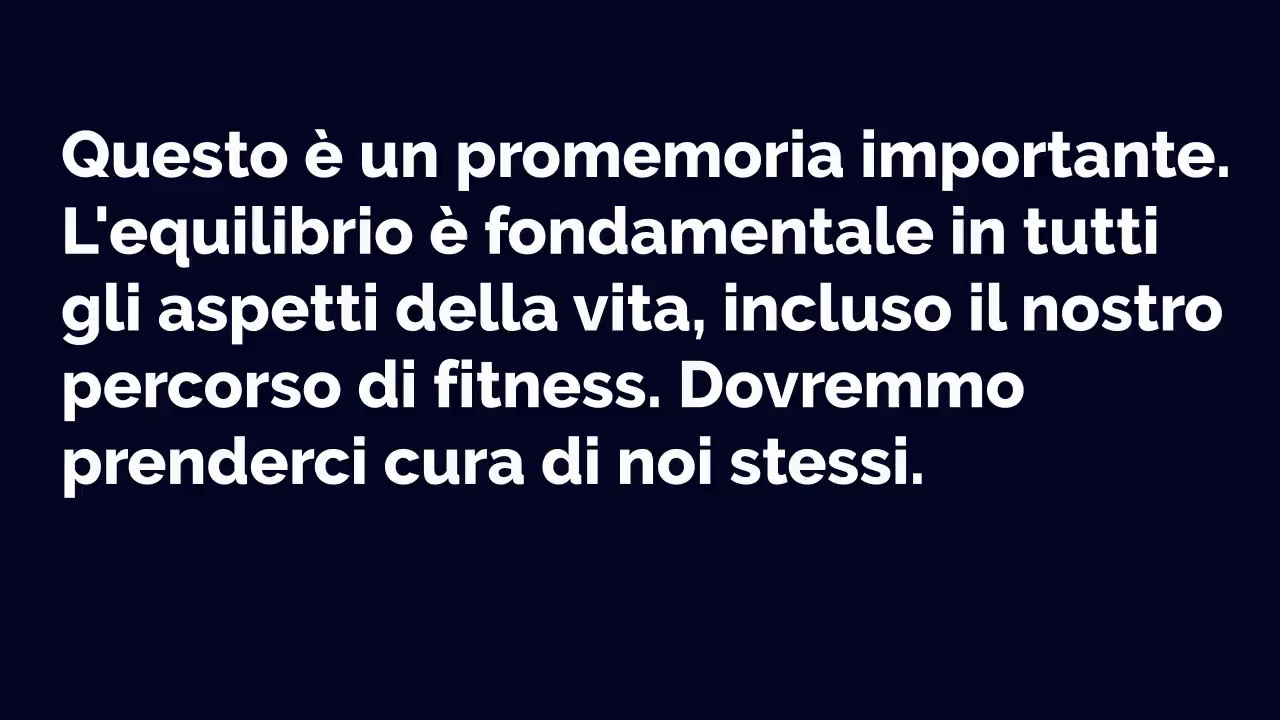 Questo è un promemoria importante.
L'equilibrio è fondamentale in tutti
gli aspetti della vita, incluso il nostro
percorso di fitness. Dovremmo
prenderci cura di noi stessi.